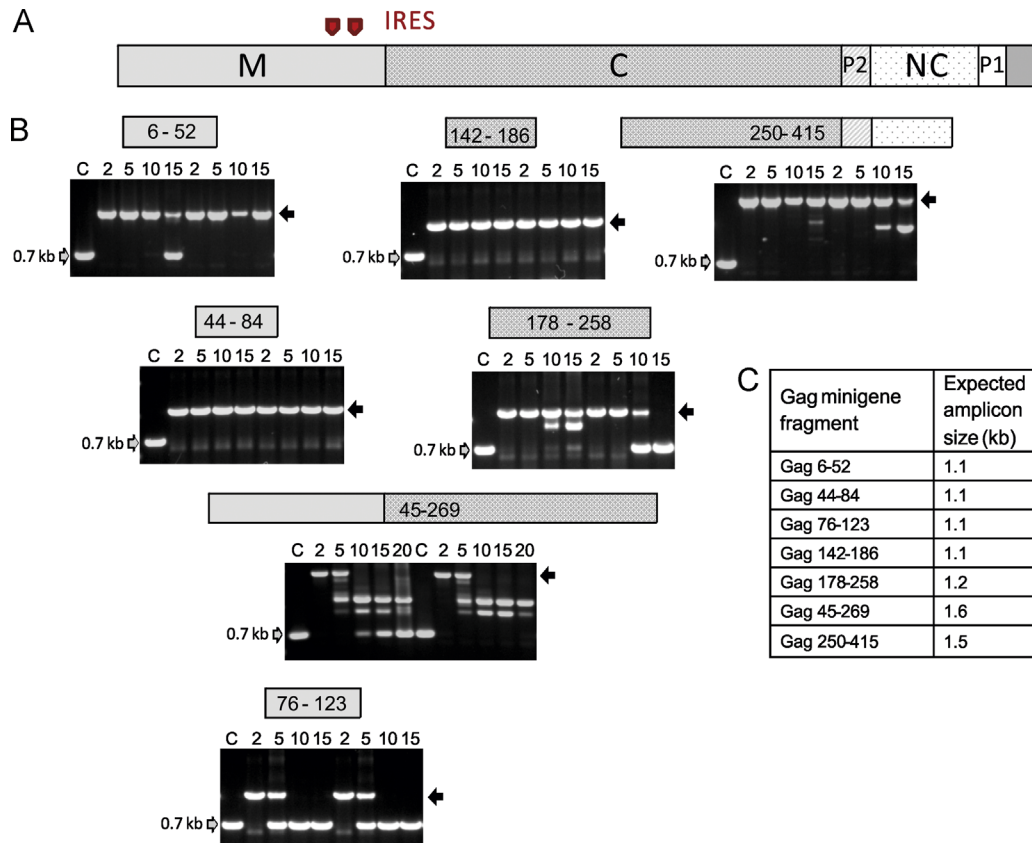 A
IRES
M C P2 NC P1
B
6 - 52
C 2 5 10 15 2 5 10 15
0.7 kb
142 - 186
C 2 5 10 15 2 5 10 15
0.7 kb
250 - 415
C 2 5 10 15 2 5 10 15
0.7 kb
44 - 84
C 2 5 10 15 2 5 10 15
0.7 kb
178 - 258
C 2 5 10 15 2 5 10 15
0.7 kb
45-269
C 2 5 10 15 20 C 2 5 10 15 20
0.7 kb
76 - 123
C 2 5 10 15 2 5 10 15
0.7 kb
C
Gag minigene fragment Expected amplicon size (kb)
Gag 6-52 1.1
Gag 44-84 1.1
Gag 76-123 1.1
Gag 142-186 1.1
Gag 178-258 1.2
Gag 45-269 1.6
Gag 250-415 1.5